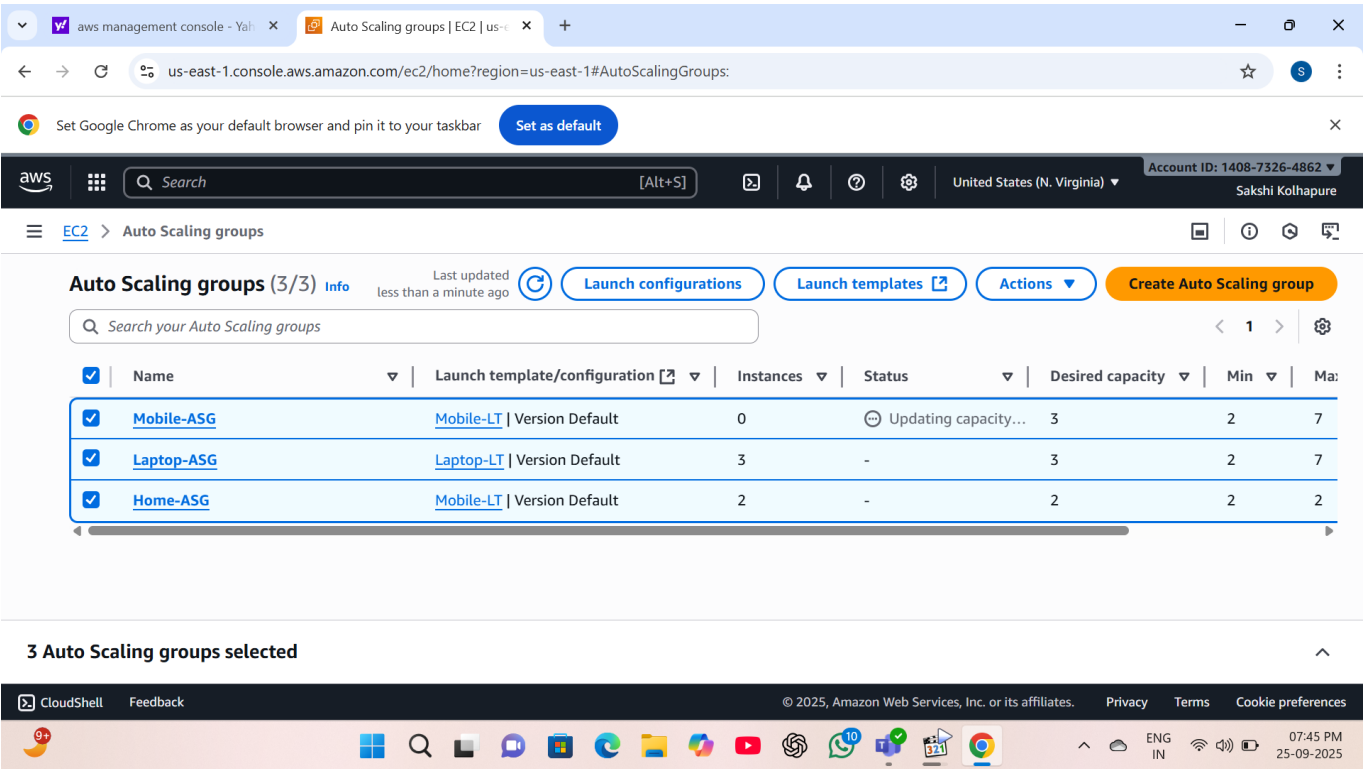 aws management console - Yah
Auto Scaling groups | EC2 | us-e
us-east-1.console.aws.amazon.com/ec2/home?region=us-east-1#AutoScalingGroups:
S
Set Google Chrome as your default browser and pin it to your taskbar
Set as default
aws
Search
[Alt+S]
United States (N. Virginia) ▼
Account ID: 1408-7326-4862 ▼
Sakshi Kolhapure
EC2 > Auto Scaling groups
Auto Scaling groups (3/3) Info
Last updated
less than a minute ago
Launch configurations
Launch templates
Actions ▼
Create Auto Scaling group
Search your Auto Scaling groups
1
Name Launch template/configuration Instances Status Desired capacity Min Max
Mobile-ASG Mobile-LT | Version Default 0 Updating capacity... 3 2 7
Laptop-ASG Laptop-LT | Version Default 3 - 3 2 7
Home-ASG Mobile-LT | Version Default 2 - 2 2 2
3 Auto Scaling groups selected
CloudShell Feedback © 2025, Amazon Web Services, Inc. or its affiliates. Privacy Terms Cookie preferences
9+
10
321
ENG
IN
07:45 PM
25-09-2025